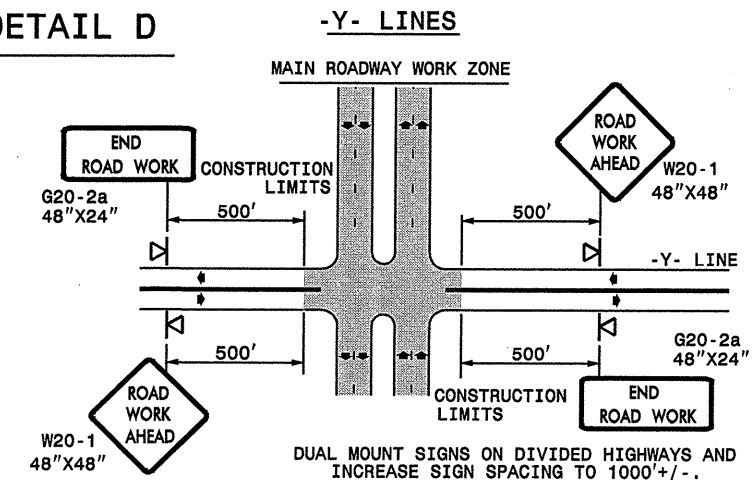 DETAIL D
-Y- LINES
MAIN ROADWAY WORK ZONE
END
ROAD WORK
G20-2a
48"X24"
CONSTRUCTION
LIMITS
500'
ROAD
WORK
AHEAD
W20-1
48"X48"
500'
-Y- LINE
500'
ROAD
WORK
AHEAD
W20-1
48"X48"
500'
G20-2a
48"X24"
CONSTRUCTION
LIMITS
END
ROAD WORK
DUAL MOUNT SIGNS ON DIVIDED HIGHWAYS AND
INCREASE SIGN SPACING TO 1000'+/-.